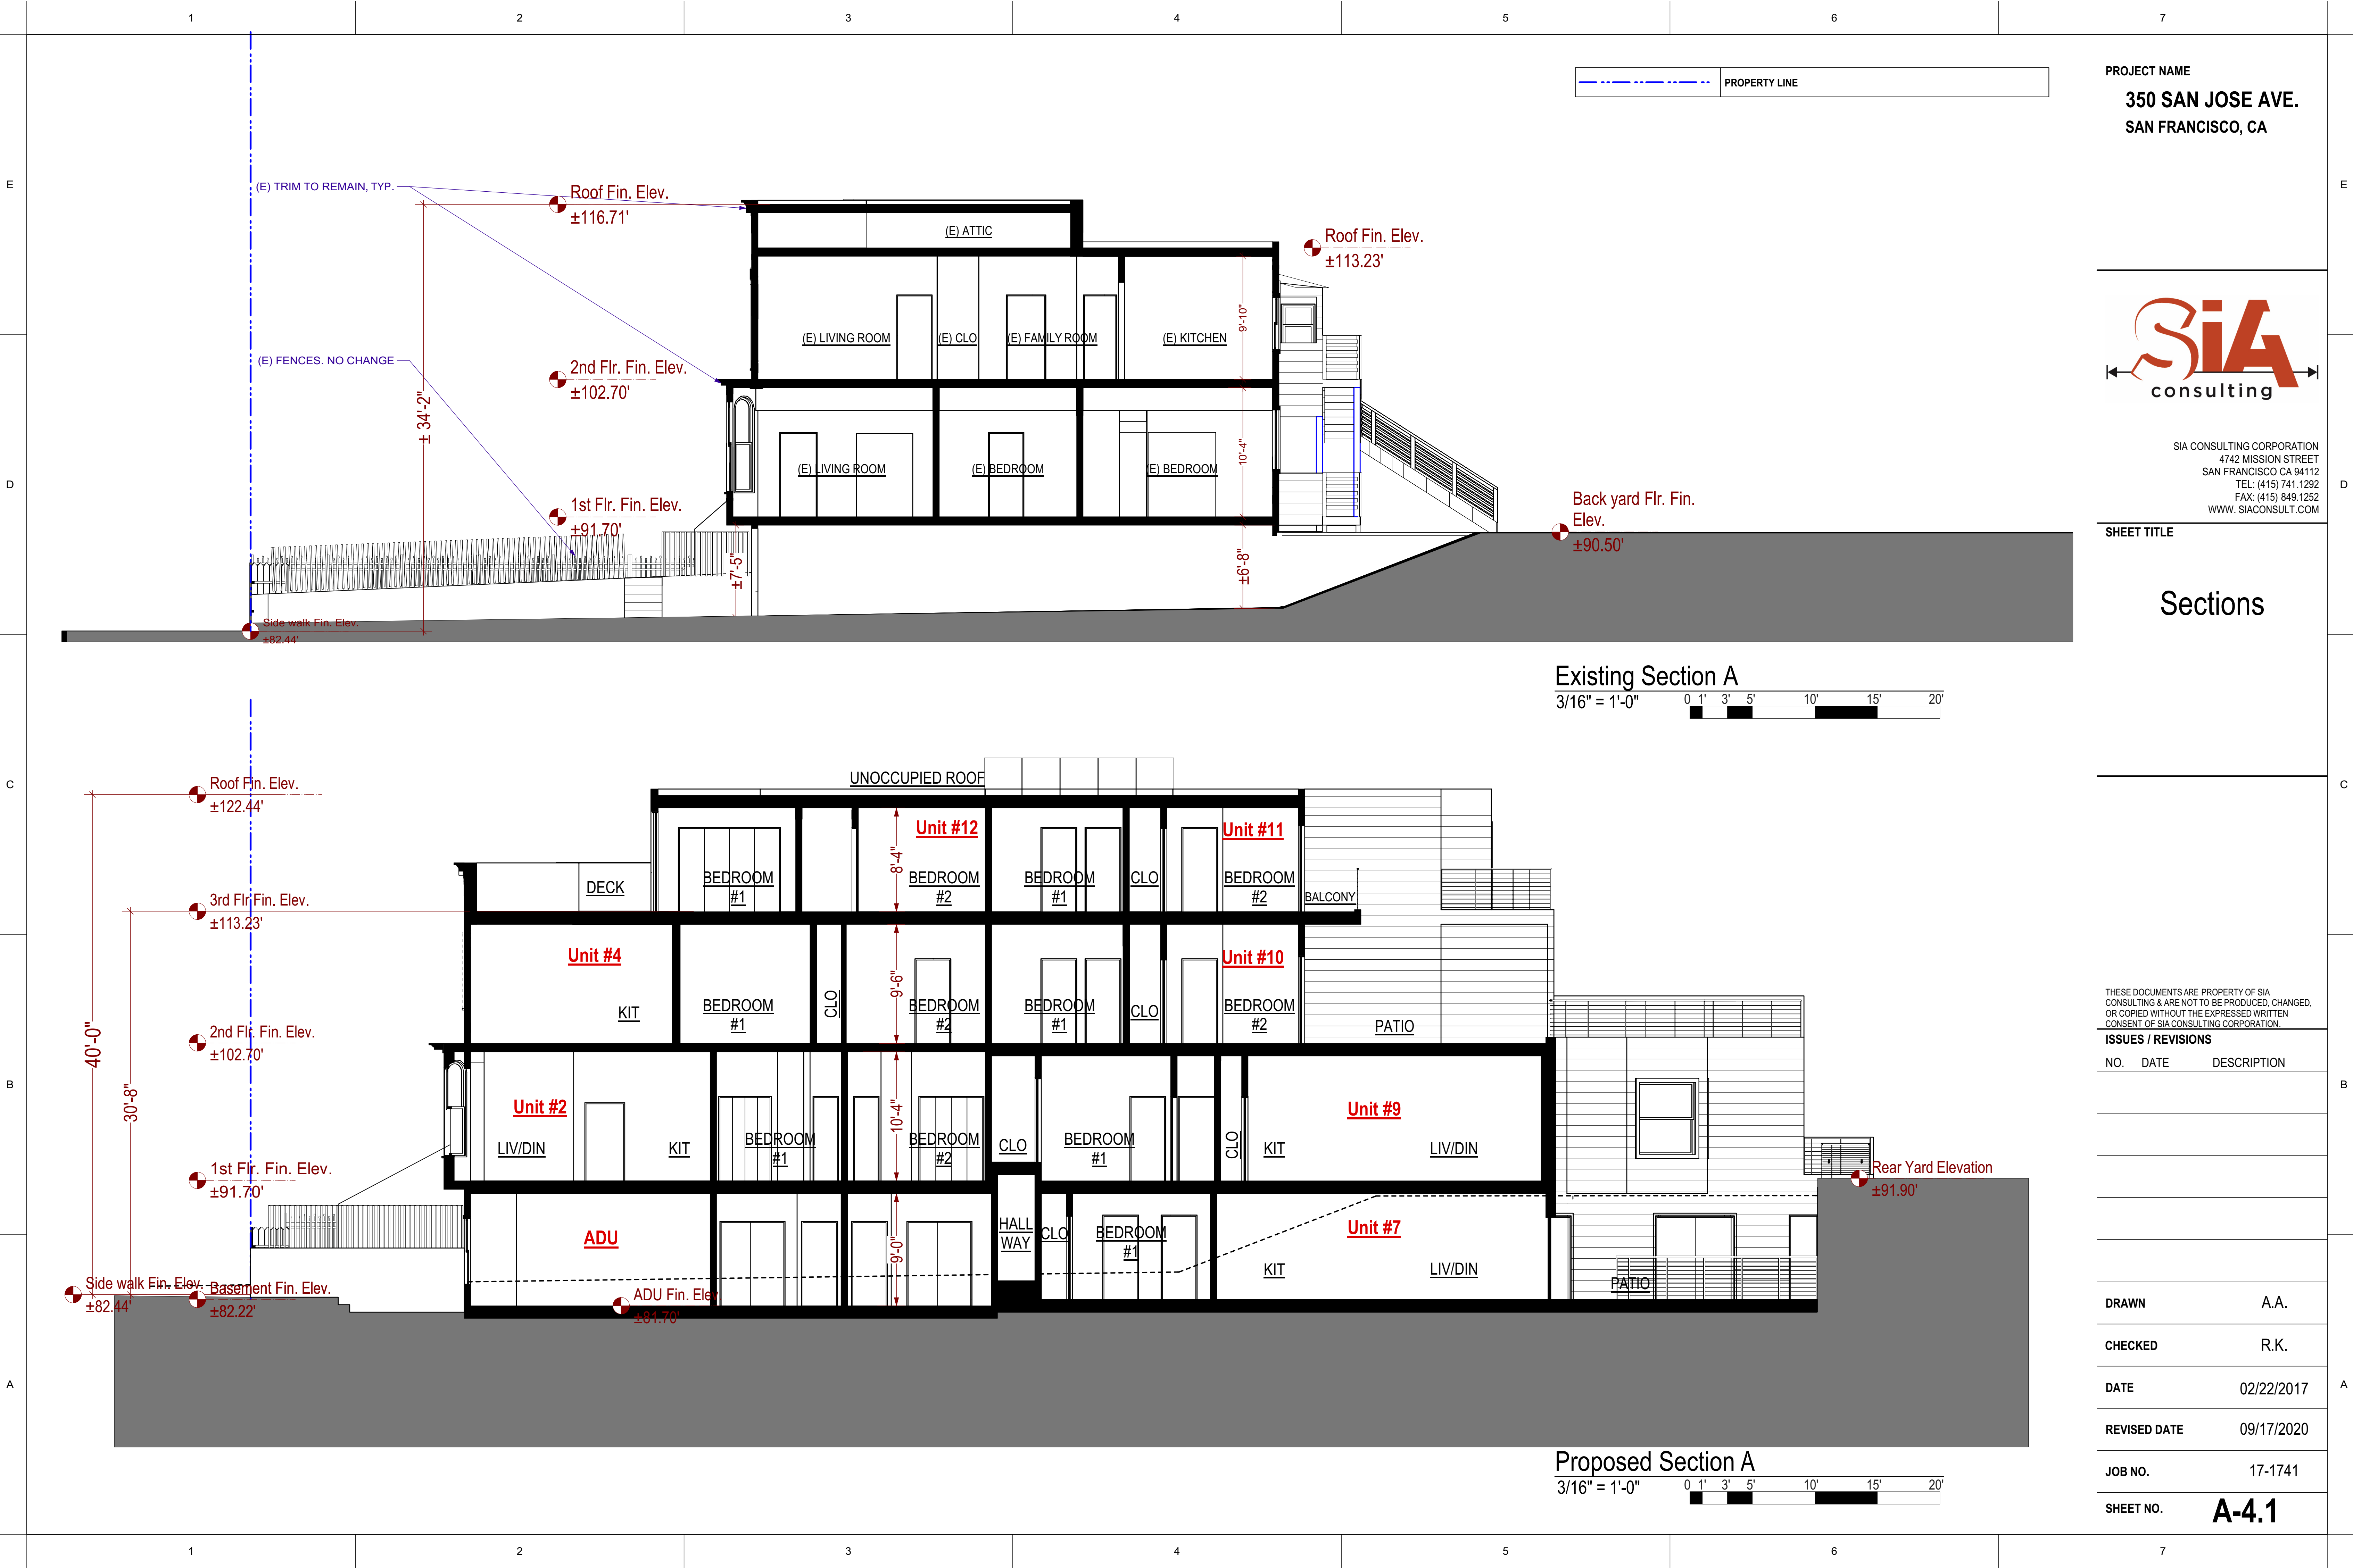 1 2 3 4 5 6 7
E
D
C
B
A
PROPERTY LINE
(E) TRIM TO REMAIN, TYP.
(E) FENCES. NO CHANGE
Roof Fin. Elev.
±116.71'
2nd Flr. Fin. Elev.
±102.70'
1st Flr. Fin. Elev.
±91.70'
Side walk Fin. Elev.
±82.44'
± 34'-2"
Roof Fin. Elev.
±113.23'
Back yard Flr. Fin.
Elev.
±90.50'
(E) ATTIC
(E) LIVING ROOM
(E) CLO
(E) FAMILY ROOM
(E) KITCHEN
9'-10"
(E) LIVING ROOM
(E) BEDROOM
(E) BEDROOM
10'-4"
±7'-5"
±6'-8"
Existing Section A
3/16" = 1'-0"
0 1' 3' 5' 10' 15' 20'
UNOCCUPIED ROOF
Roof Fin. Elev.
±122.44'
3rd Flr Fin. Elev.
±113.23'
2nd Flr. Fin. Elev.
±102.70'
1st Flr. Fin. Elev.
±91.70'
Side walk Fin. Elev.
±82.44'
Basement Fin. Elev.
±82.22'
ADU Fin. Elev
±81.70'
40'-0"
30'-8"
Unit #12
Unit #11
8'-4"
DECK
BEDROOM
#1
BEDROOM
#2
BEDROOM
#1
CLO
BEDROOM
#2
BALCONY
Unit #4
Unit #10
9'-6"
KIT
BEDROOM
#1
CLO
BEDROOM
#2
BEDROOM
#1
CLO
BEDROOM
#2
PATIO
Unit #2
Unit #9
10'-4"
LIV/DIN
KIT
BEDROOM
#1
BEDROOM
#2
CLO
BEDROOM
#1
CLO
KIT
LIV/DIN
Rear Yard Elevation
±91.90'
ADU
Unit #7
9'-0"
HALL
WAY
CLO
BEDROOM
#1
KIT
LIV/DIN
PATIO
Proposed Section A
3/16" = 1'-0"
0 1' 3' 5' 10' 15' 20'
PROJECT NAME
350 SAN JOSE AVE.
SAN FRANCISCO, CA
SiA
consulting
SIA CONSULTING CORPORATION
4742 MISSION STREET
SAN FRANCISCO CA 94112
TEL: (415) 741.1292
FAX: (415) 849.1252
WWW. SIACONSULT.COM
SHEET TITLE
Sections
THESE DOCUMENTS ARE PROPERTY OF SIA
CONSULTING & ARE NOT TO BE PRODUCED, CHANGED,
OR COPIED WITHOUT THE EXPRESSED WRITTEN
CONSENT OF SIA CONSULTING CORPORATION.
ISSUES / REVISIONS
NO. DATE DESCRIPTION
DRAWN A.A.
CHECKED R.K.
DATE 02/22/2017
REVISED DATE 09/17/2020
JOB NO. 17-1741
SHEET NO. A-4.1
E
D
C
B
A
1 2 3 4 5 6 7